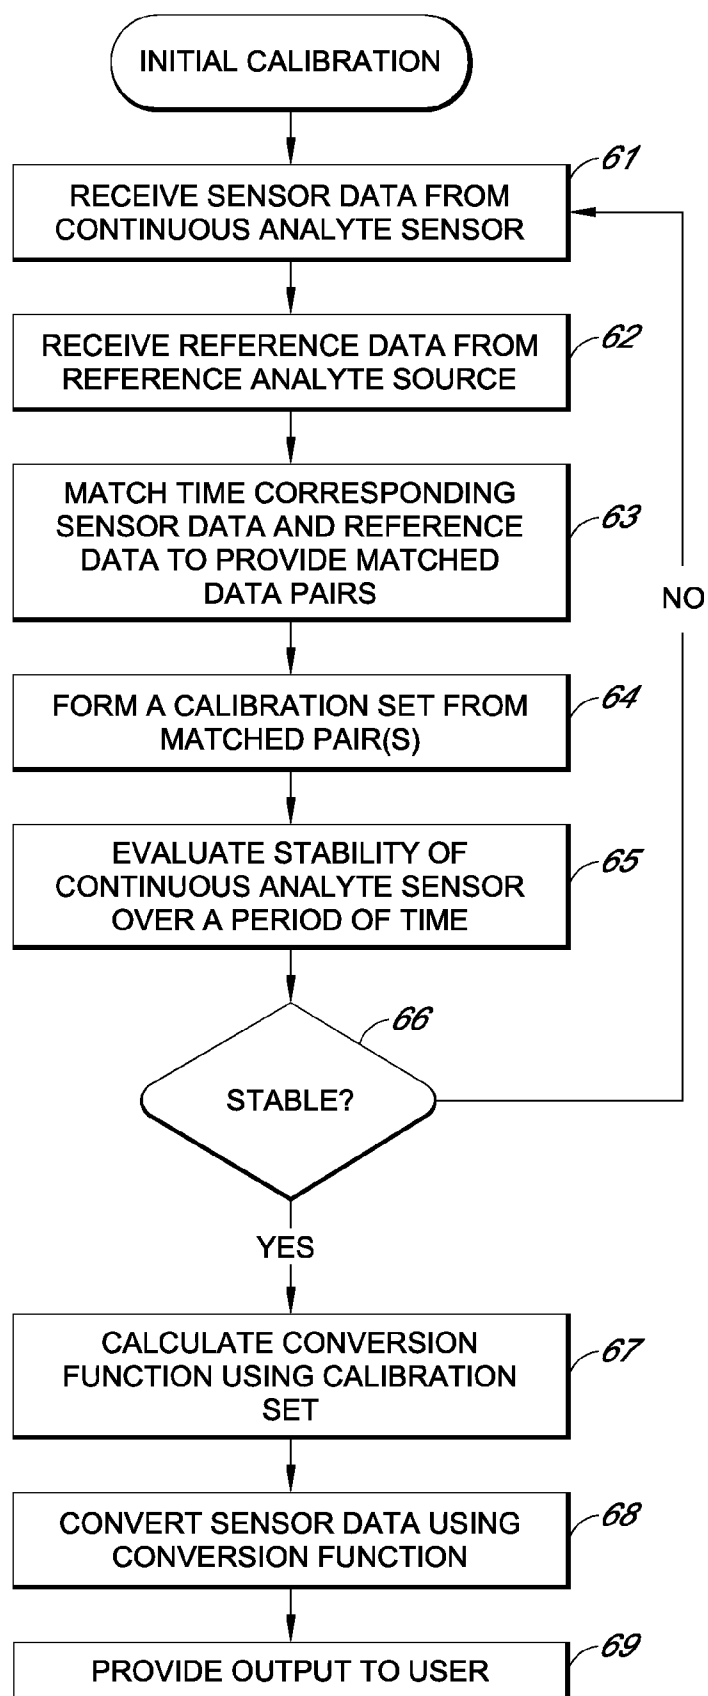 INITIAL CALIBRATION
61
RECEIVE SENSOR DATA FROM
CONTINUOUS ANALYTE SENSOR
62
RECEIVE REFERENCE DATA FROM
REFERENCE ANALYTE SOURCE
63
MATCH TIME CORRESPONDING
SENSOR DATA AND REFERENCE
DATA TO PROVIDE MATCHED
DATA PAIRS
NO
64
FORM A CALIBRATION SET FROM
MATCHED PAIR(S)
65
EVALUATE STABILITY OF
CONTINUOUS ANALYTE SENSOR
OVER A PERIOD OF TIME
66
STABLE?
YES
67
CALCULATE CONVERSION
FUNCTION USING CALIBRATION
SET
68
CONVERT SENSOR DATA USING
CONVERSION FUNCTION
69
PROVIDE OUTPUT TO USER